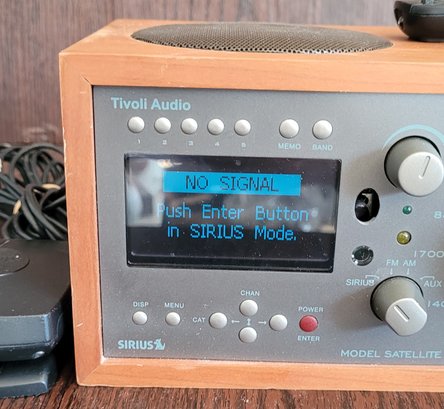 Tivoli Audio
1 2 3 4 5 MEMO BAND
NO SIGNAL
Push Enter Button
in SIRIUS Mode.
8
1700
FM AM
SIRIUS AUX
140
DISP MENU CHAN POWER
CAT
ENTER
SIRIUS
MODEL SATELLITE